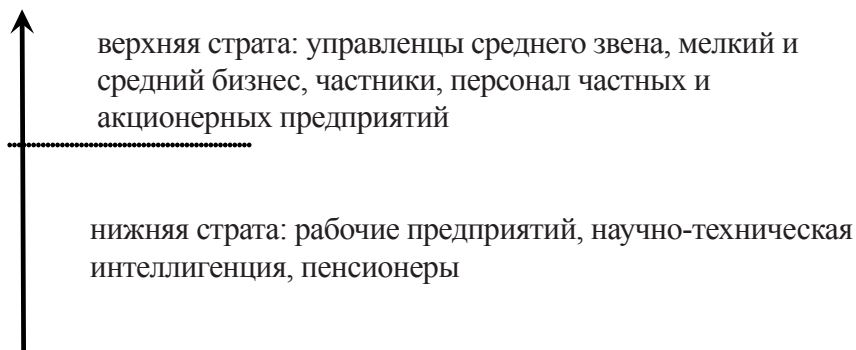 верхняя страта: управленцы среднего звена, мелкий и
средний бизнес, частники, персонал частных и
акционерных предприятий
нижняя страта: рабочие предприятий, научно-техническая
интеллигенция, пенсионеры